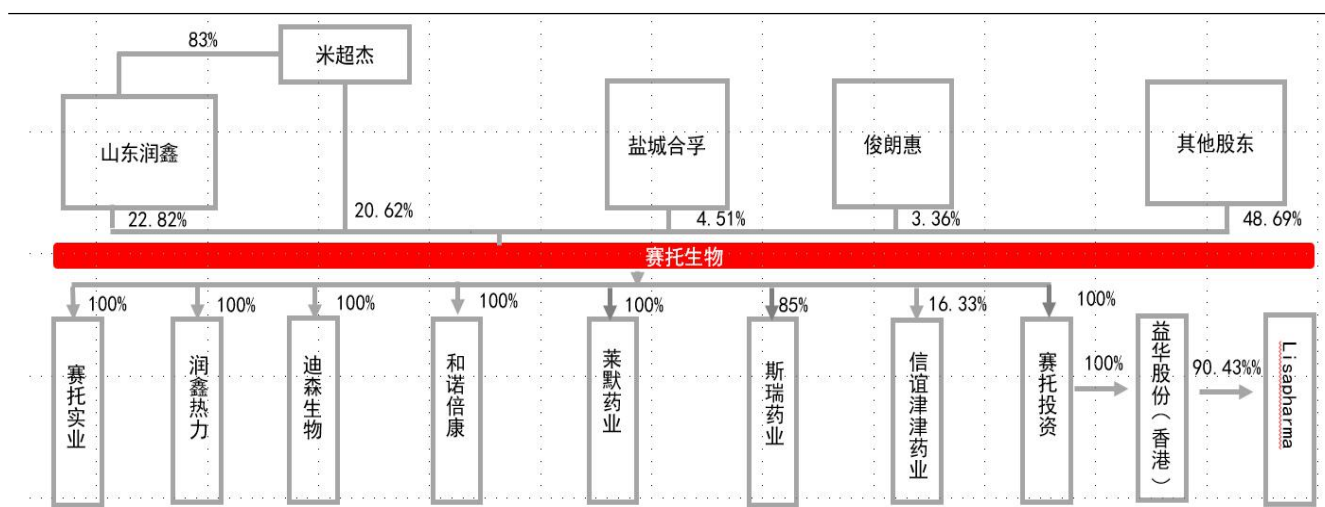 83%
米超杰
山东润鑫
盐城合孚
俊朗惠
其他股东
22.82%
20.62%
4.51%
3.36%
48.69%
赛托生物
100%
100%
100%
100%
100%
85%
16.33%
100%
赛托实业
润鑫热力
迪森生物
和诺倍康
莱默药业
斯瑞药业
信谊津津药业
赛托投资
100%
益华股份（香港）
90.43%%
Lisapharma